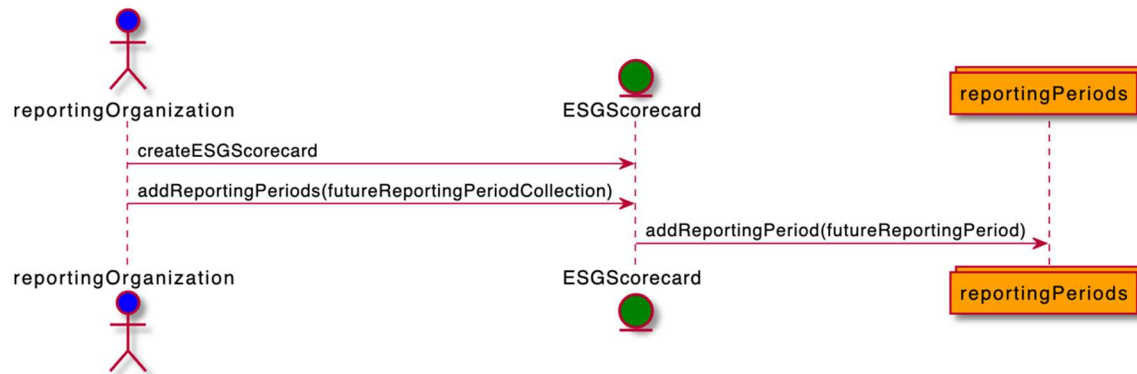 reportingOrganization
ESGScorecard
reportingPeriods
createESGScorecard
addReportingPeriods(futureReportingPeriodCollection)
addReportingPeriod(futureReportingPeriod)
reportingOrganization
ESGScorecard
reportingPeriods